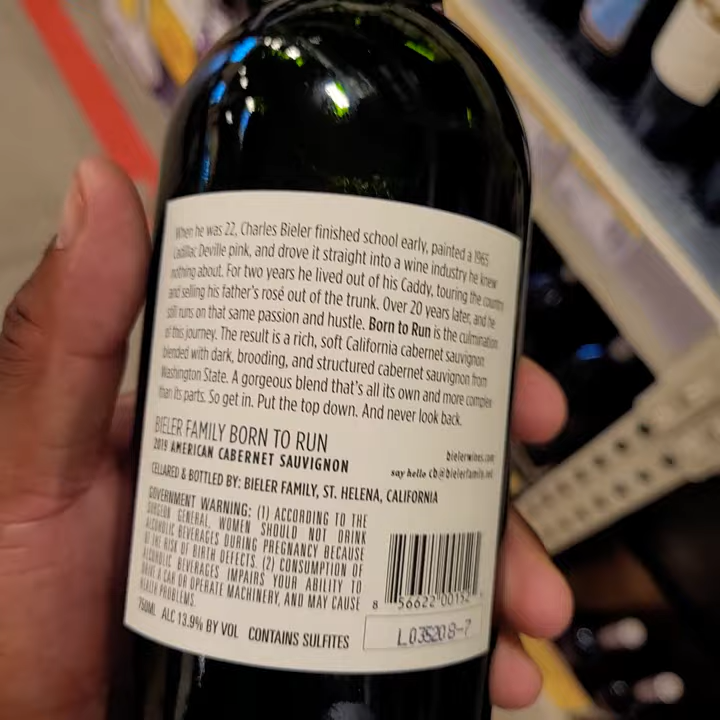 When he was 22, Charles Bieler finished school early, painted a 1965
Cadillac Deville pink, and drove it straight into a wine industry he knew
nothing about. For two years he lived out of his Caddy, touring the country
and selling his father's rosé out of the trunk. Over 20 years later, and he
still runs on that same passion and hustle. Born to Run is the culmination
of this journey. The result is a rich, soft California cabernet sauvignon
blended with dark, brooding, and structured cabernet sauvignon from
Washington State. A gorgeous blend that's all its own and more complex
than its parts. So get in. Put the top down. And never look back.
BIELER FAMILY BORN TO RUN
2019 AMERICAN CABERNET SAUVIGNON
bielerwines.com
say hello cb@bielerfamily.net
CELLARED & BOTTLED BY: BIELER FAMILY, ST. HELENA, CALIFORNIA
GOVERNMENT WARNING: (1) ACCORDING TO THE
SURGEON GENERAL, WOMEN SHOULD NOT DRINK
ALCOHOLIC BEVERAGES DURING PREGNANCY BECAUSE
OF THE RISK OF BIRTH DEFECTS. (2) CONSUMPTION OF
ALCOHOLIC BEVERAGES IMPAIRS YOUR ABILITY TO
DRIVE A CAR OR OPERATE MACHINERY, AND MAY CAUSE
HEALTH PROBLEMS.
750ML ALC 13.9% BY VOL CONTAINS SULFITES
8 56622 00152
L035208-7